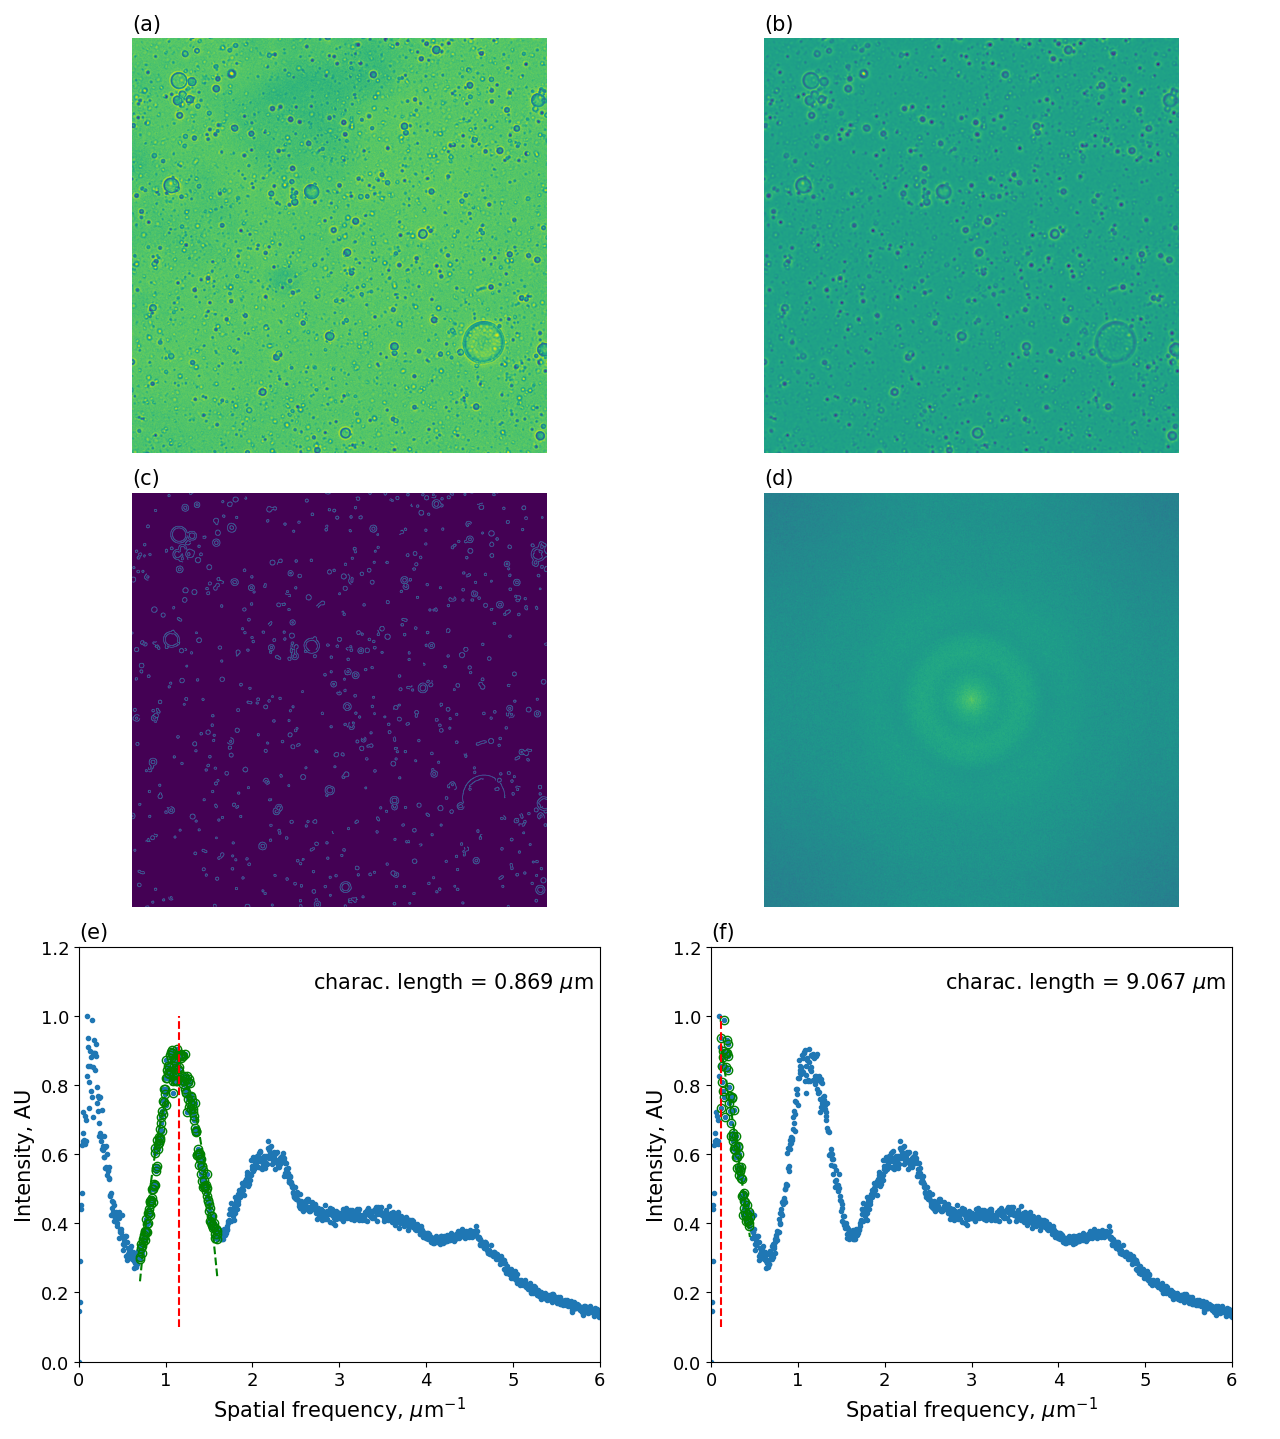 (a)
(b)
(c)
(d)
(e)
charac. length = 0.869 μm
1.2
1.0
0.8
0.6
0.4
0.2
0.0
Intensity, AU
0 1 2 3 4 5 6
Spatial frequency, μm⁻¹
(f)
charac. length = 9.067 μm
1.2
1.0
0.8
0.6
0.4
0.2
0.0
Intensity, AU
0 1 2 3 4 5 6
Spatial frequency, μm⁻¹